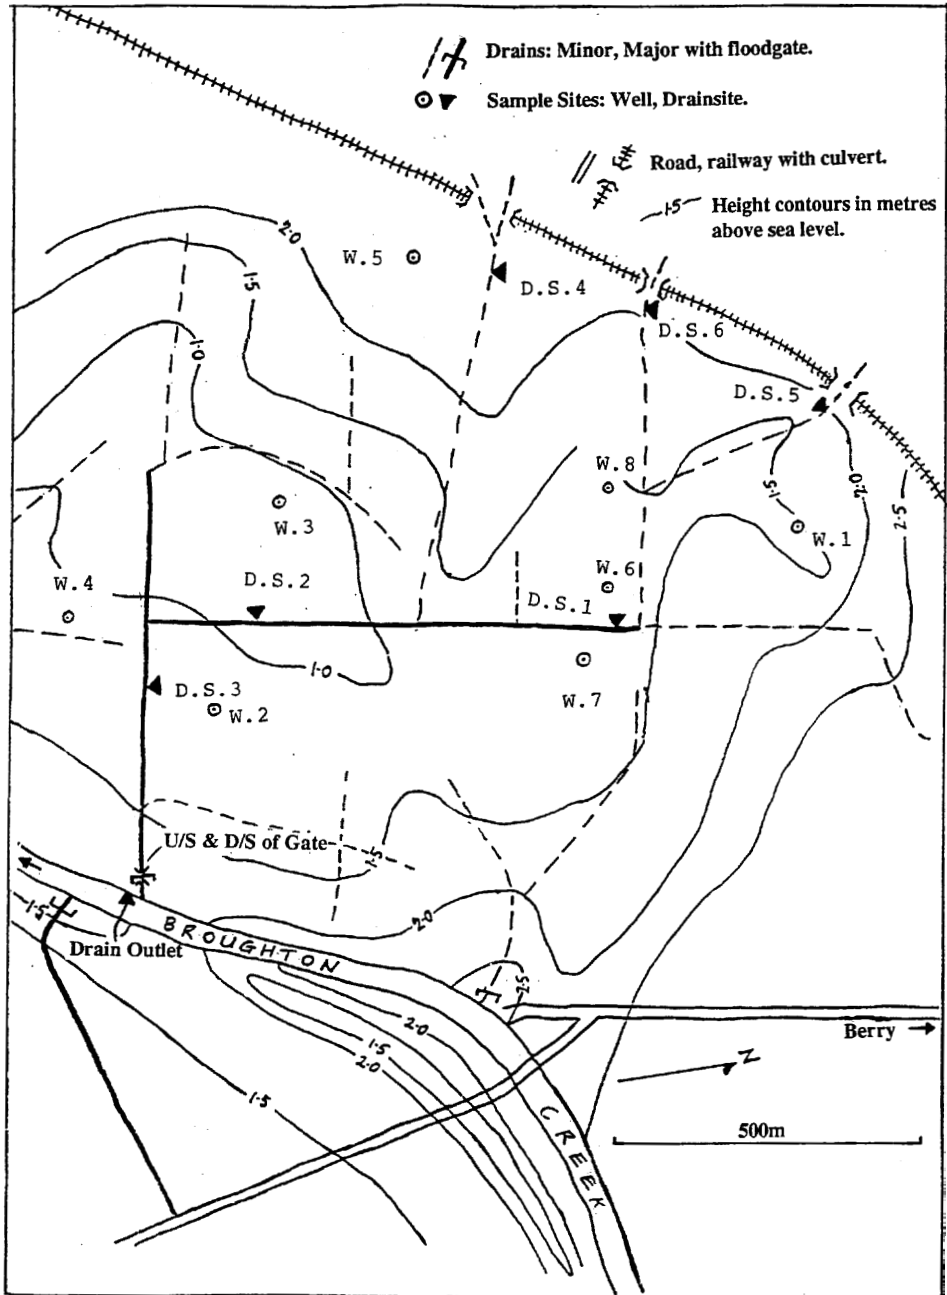 Drains: Minor, Major with floodgate.
Sample Sites: Well, Drainsite.
Road, railway with culvert.
1.5
Height contours in metres
above sea level.
2.0
W.5
D.S.4
1.5
D.S.6
1.0
D.S.5
W.8
2.0
1.5
2.5
W.3
W.1
W.4
D.S.2
W.6
D.S.1
1.0
D.S.3
W.2
W.7
U/S & D/S of Gate
1.5
2.0
1.5
BROUGHTON
Drain Outlet
2.5
2.0
Berry
1.5
2.0
N
1.5
CREEK
500m